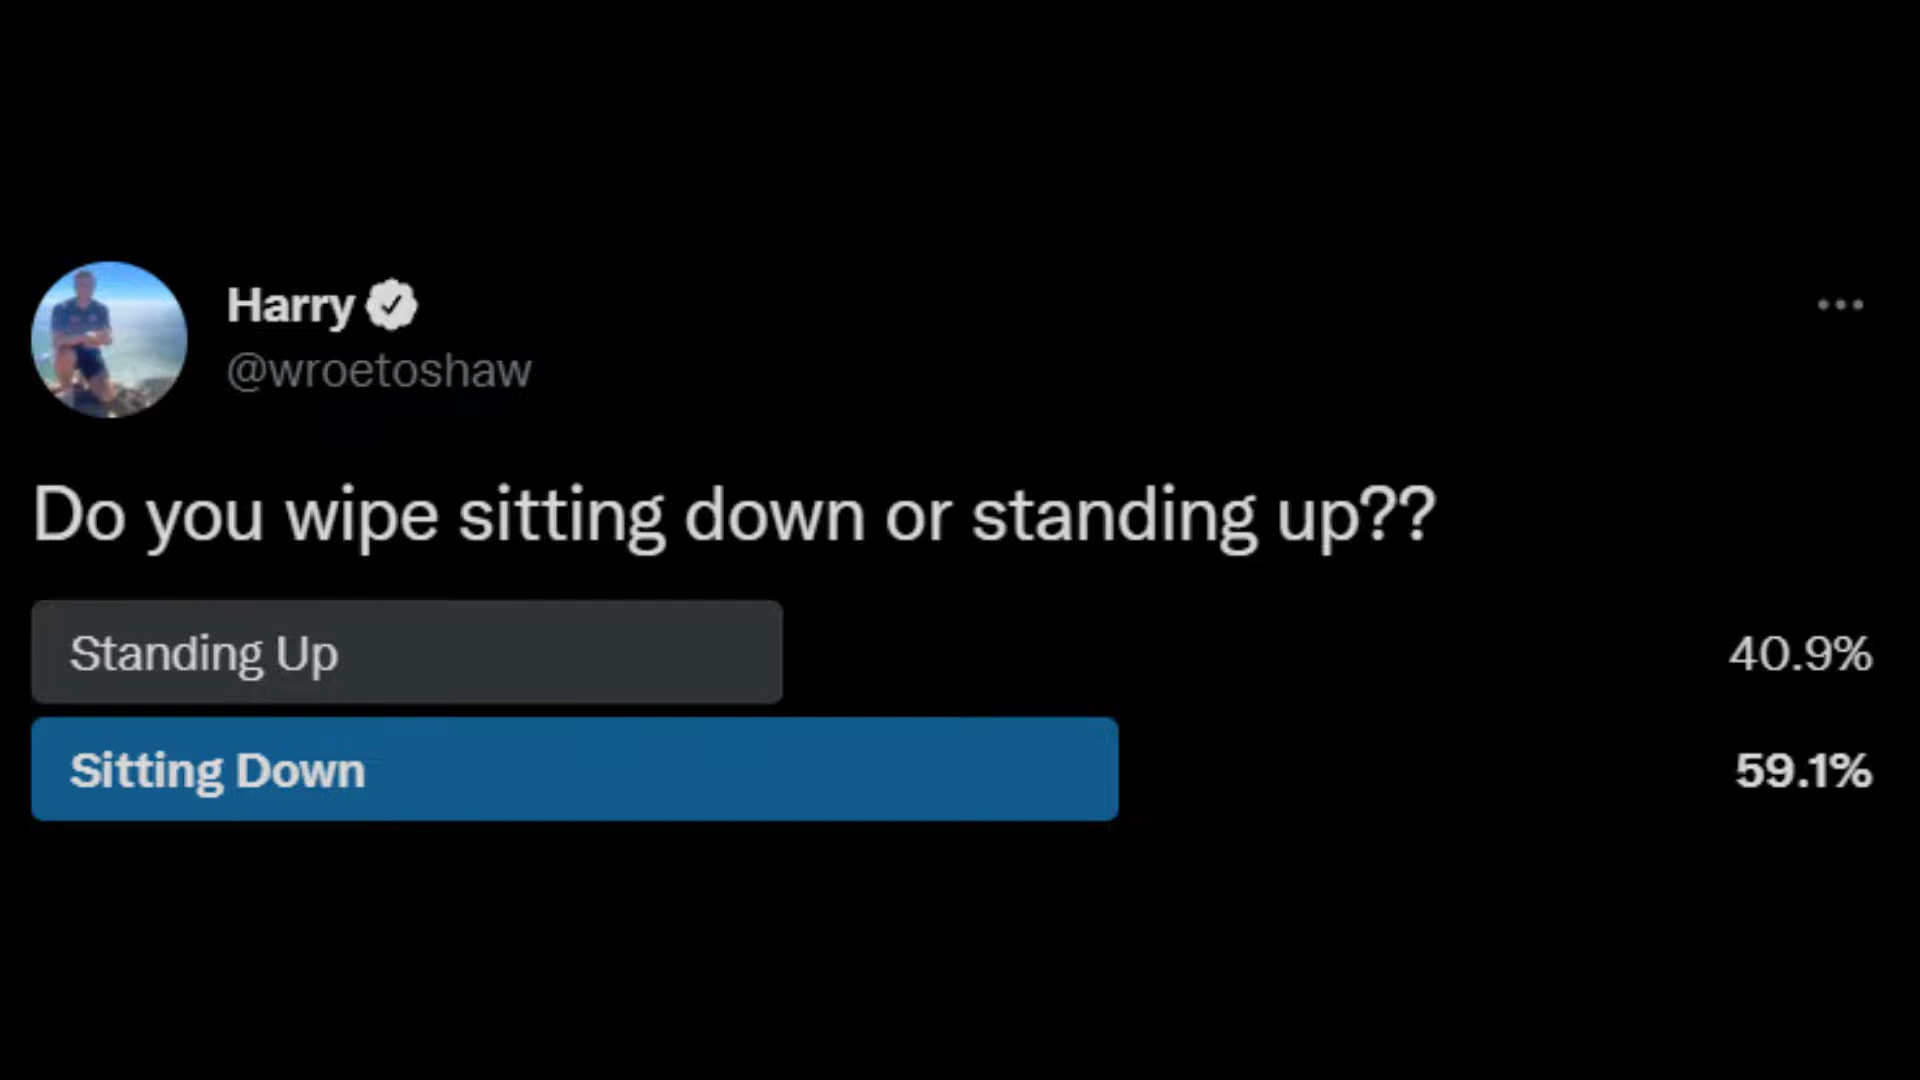 Harry
@wroetoshaw
Do you wipe sitting down or standing up??
Standing Up 40.9%
Sitting Down 59.1%